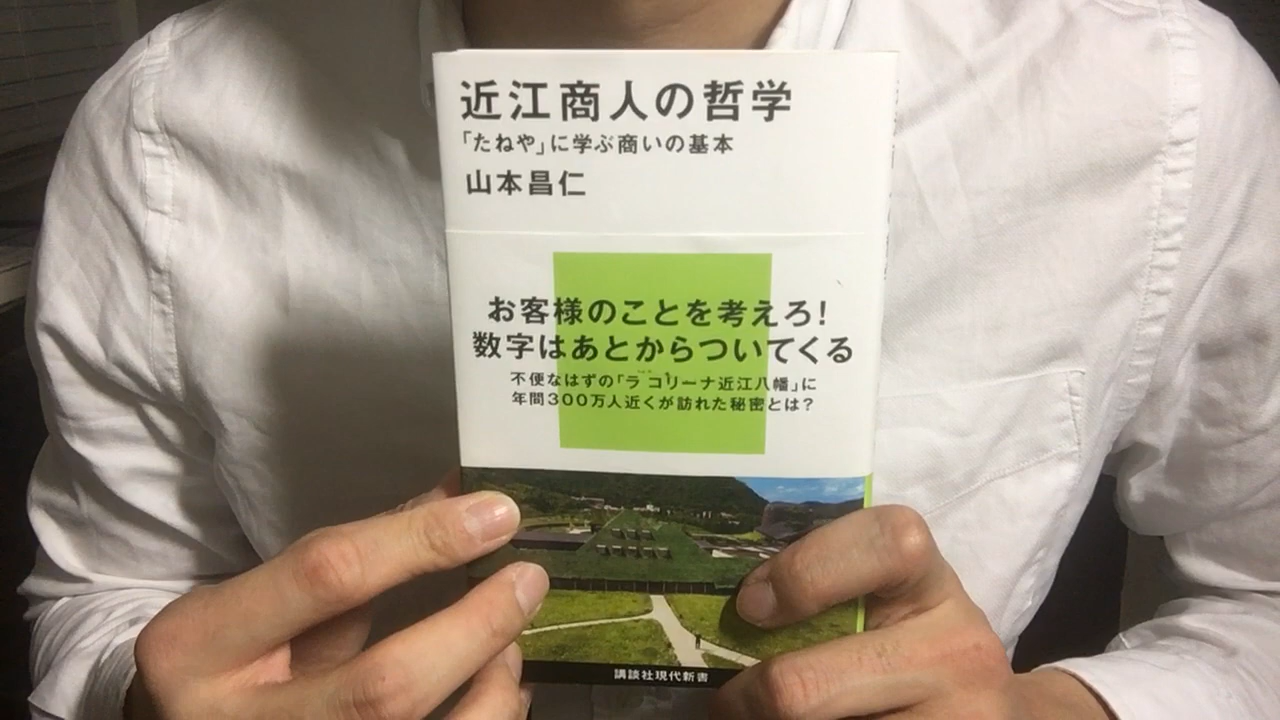 近江商人の哲学
「たねや」に学ぶ商いの基本
山本昌仁
お客様のことを考えろ!
数字はあとからついてくる
不便なはずの「ラ コリーナ近江八幡」に
年間300万人近くが訪れた秘密とは?
講談社現代新書